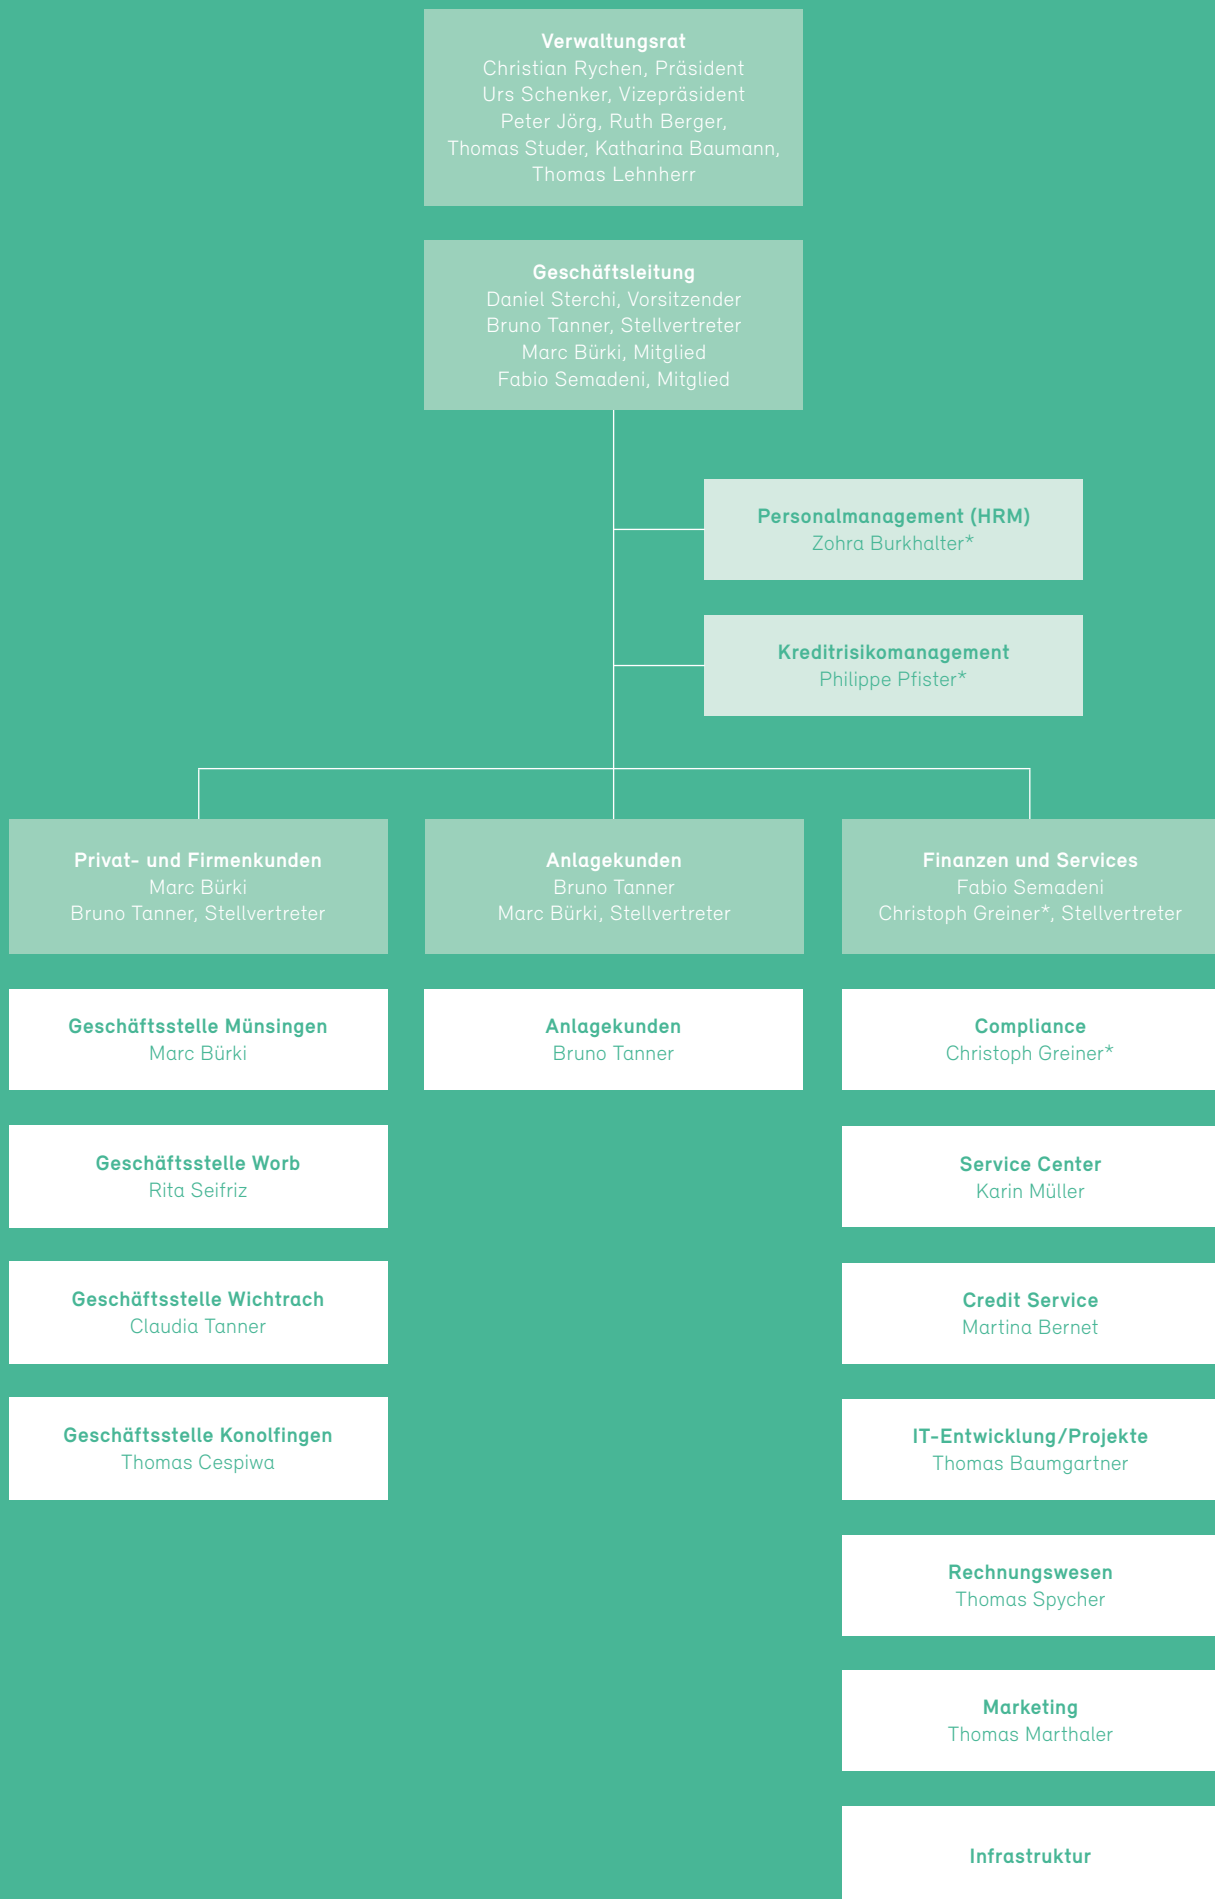 Verwaltungsrat
Christian Rychen, Präsident
Urs Schenker, Vizepräsident
Peter Jörg, Ruth Berger,
Thomas Studer, Katharina Baumann,
Thomas Lehnherr
Geschäftsleitung
Daniel Sterchi, Vorsitzender
Bruno Tanner, Stellvertreter
Marc Bürki, Mitglied
Fabio Semadeni, Mitglied
Personalmanagement (HRM)
Zohra Burkhalter*
Kreditrisikomanagement
Philippe Pfister*
Privat- und Firmenkunden
Marc Bürki
Bruno Tanner, Stellvertreter
Anlagekunden
Bruno Tanner
Marc Bürki, Stellvertreter
Finanzen und Services
Fabio Semadeni
Christoph Greiner*, Stellvertreter
Geschäftsstelle Münsingen
Marc Bürki
Geschäftsstelle Worb
Rita Seifriz
Geschäftsstelle Wichtrach
Claudia Tanner
Geschäftsstelle Konolfingen
Thomas Cespiwa
Anlagekunden
Bruno Tanner
Compliance
Christoph Greiner*
Service Center
Karin Müller
Credit Service
Martina Bernet
IT-Entwicklung/Projekte
Thomas Baumgartner
Rechnungswesen
Thomas Spycher
Marketing
Thomas Marthaler
Infrastruktur